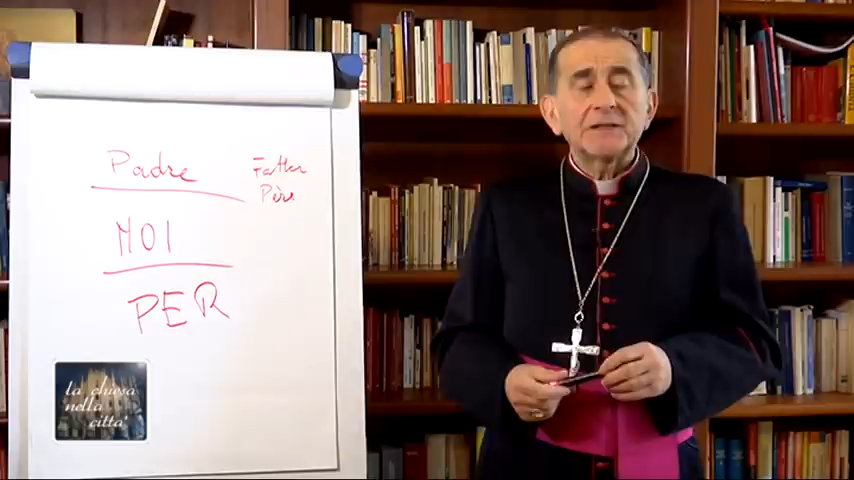 Padre
Father
Père
NOI
PER
la chiesa
nella
città